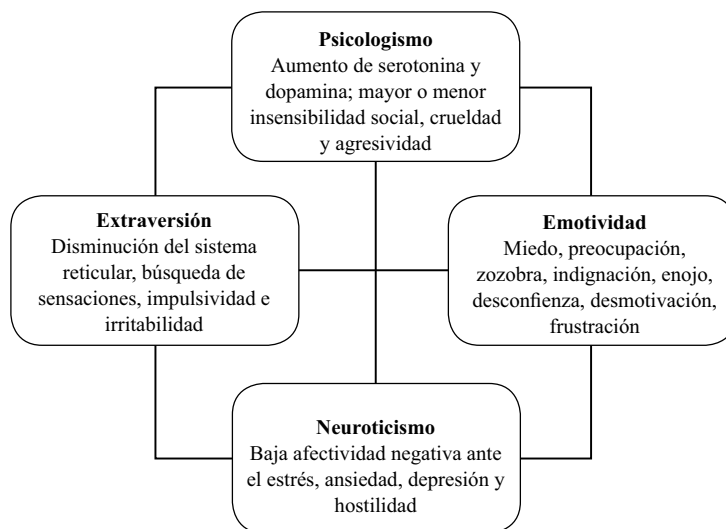 Psicologismo
Aumento de serotonina y
dopamina; mayor o menor
insensibilidad social, crueldad
y agresividad
Extraversión
Disminución del sistema
reticular, búsqueda de
sensaciones, impulsividad e
irritabilidad
Emotividad
Miedo, preocupación,
zozobra, indignación, enojo,
desconfienza, desmotivación,
frustración
Neuroticismo
Baja afectividad negativa ante
el estrés, ansiedad, depresión y
hostilidad